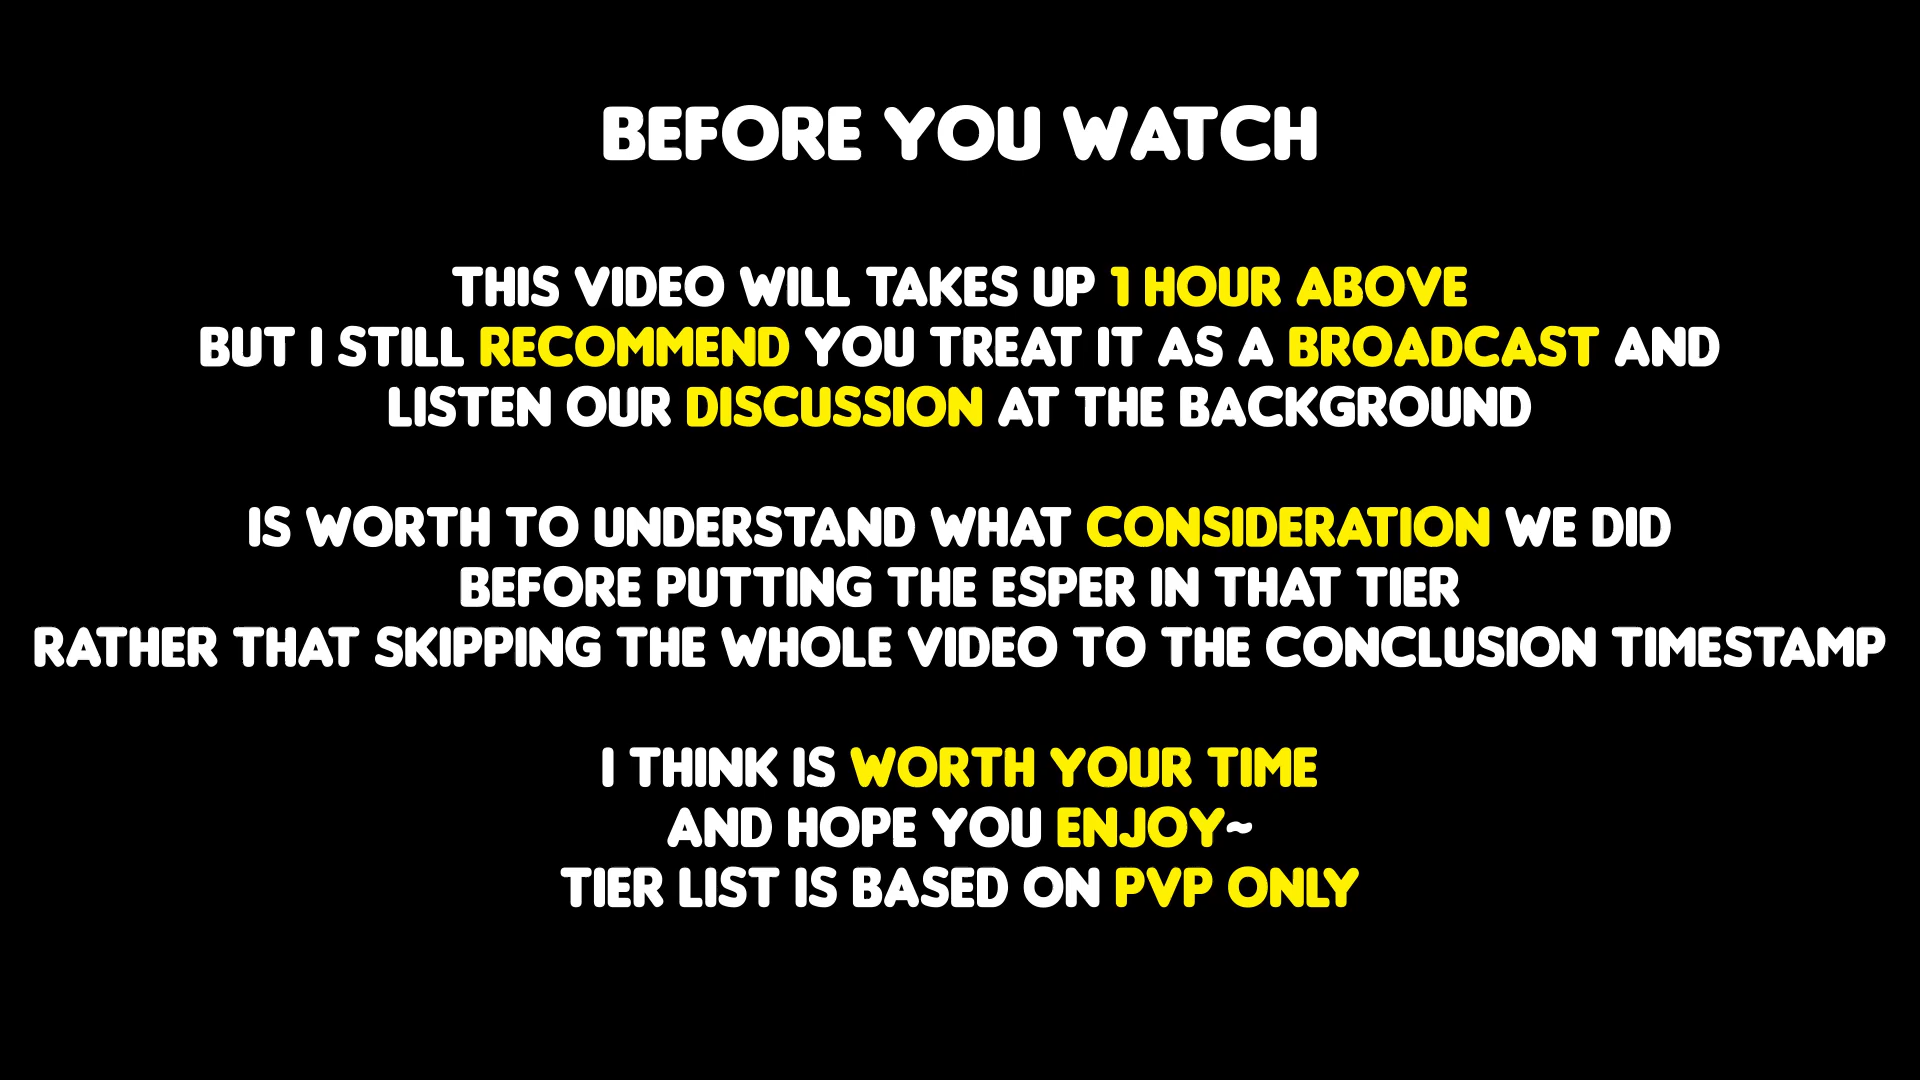 BEFORE YOU WATCH
THIS VIDEO WILL TAKES UP 1 HOUR ABOVE
BUT I STILL RECOMMEND YOU TREAT IT AS A BROADCAST AND
LISTEN OUR DISCUSSION AT THE BACKGROUND
IS WORTH TO UNDERSTAND WHAT CONSIDERATION WE DID
BEFORE PUTTING THE ESPER IN THAT TIER
RATHER THAT SKIPPING THE WHOLE VIDEO TO THE CONCLUSION TIMESTAMP
I THINK IS WORTH YOUR TIME
AND HOPE YOU ENJOY~
TIER LIST IS BASED ON PVP ONLY